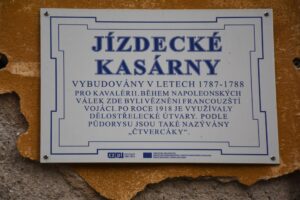 JÍZDECKÉ
KASÁRNY
VYBUDOVÁNY V LETECH 1787-1788
PRO KAVALÉRII. BĚHEM NAPOLEONSKÝCH
VÁLEK ZDE BYLI VĚZNĚNI FRANCOUZŠTÍ
VOJÁCI, PO ROCE 1918 JE VYUŽÍVALY
DĚLOSTŘELECKÉ ÚTVARY. PODLE
PŮDORYSU JSOU TAKÉ NAZÝVÁNY
„ČTVERCÁKY“.